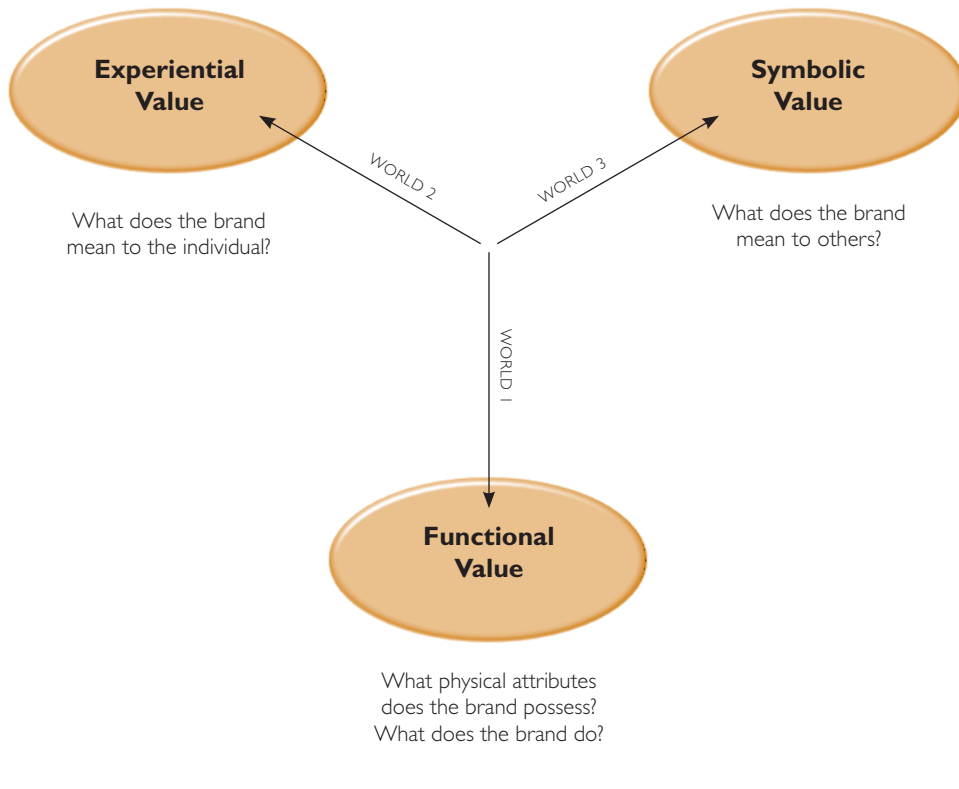 Experiential
Value
Symbolic
Value
WORLD 2
WORLD 3
What does the brand
mean to the individual?
What does the brand
mean to others?
WORLD 1
Functional
Value
What physical attributes
does the brand possess?
What does the brand do?